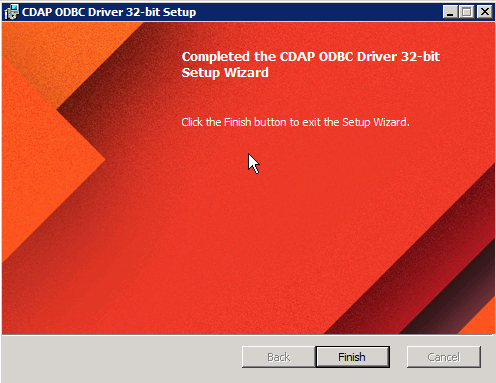 CDAP ODBC Driver 32-bit Setup
Completed the CDAP ODBC Driver 32-bit
Setup Wizard
Click the Finish button to exit the Setup Wizard.
Back
Finish
Cancel